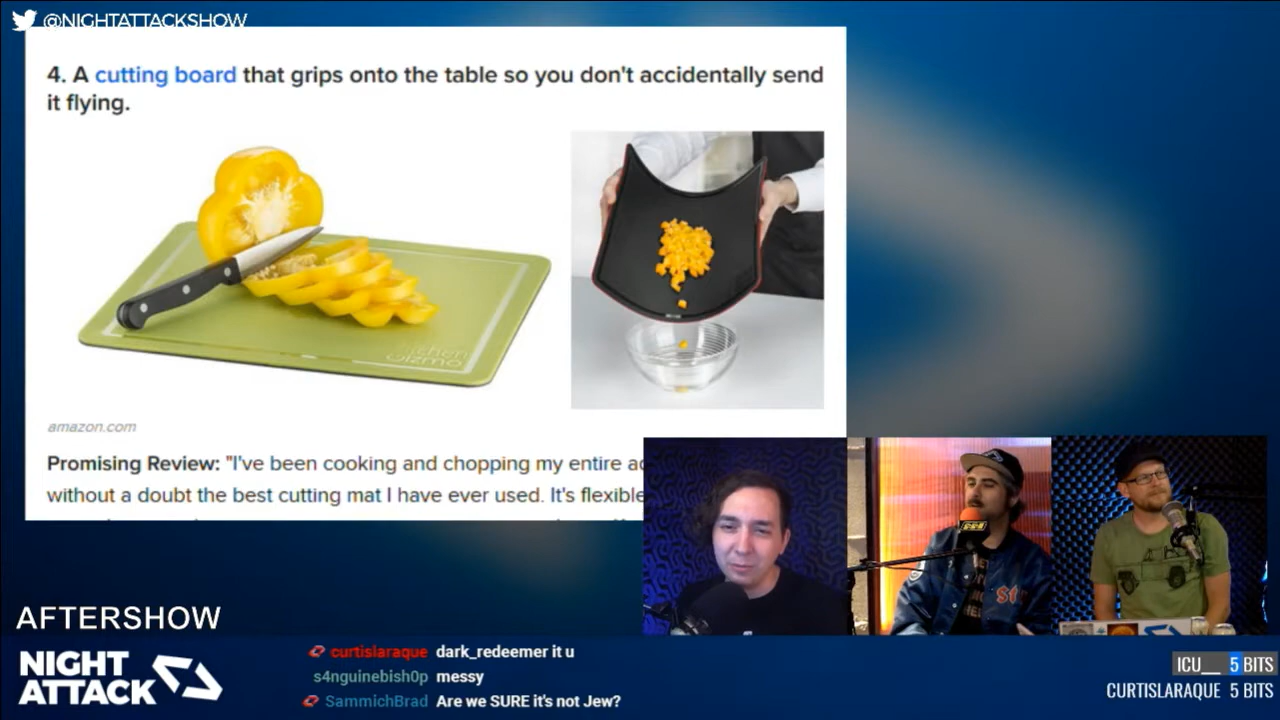 @NIGHTATTACKSHOW
4. A cutting board that grips onto the table so you don't accidentally send
it flying.
amazon.com
Promising Review: "I've been cooking and chopping my entire
without a doubt the best cutting mat I have ever used. It's flexible
AFTERSHOW
NIGHT
ATTACK
curtislaraque dark_redeemer it u
s4nguinebish0p messy
SammichBrad Are we SURE it's not Jew?
ICU__ 5 BITS
CURTISLARAQUE 5 BITS